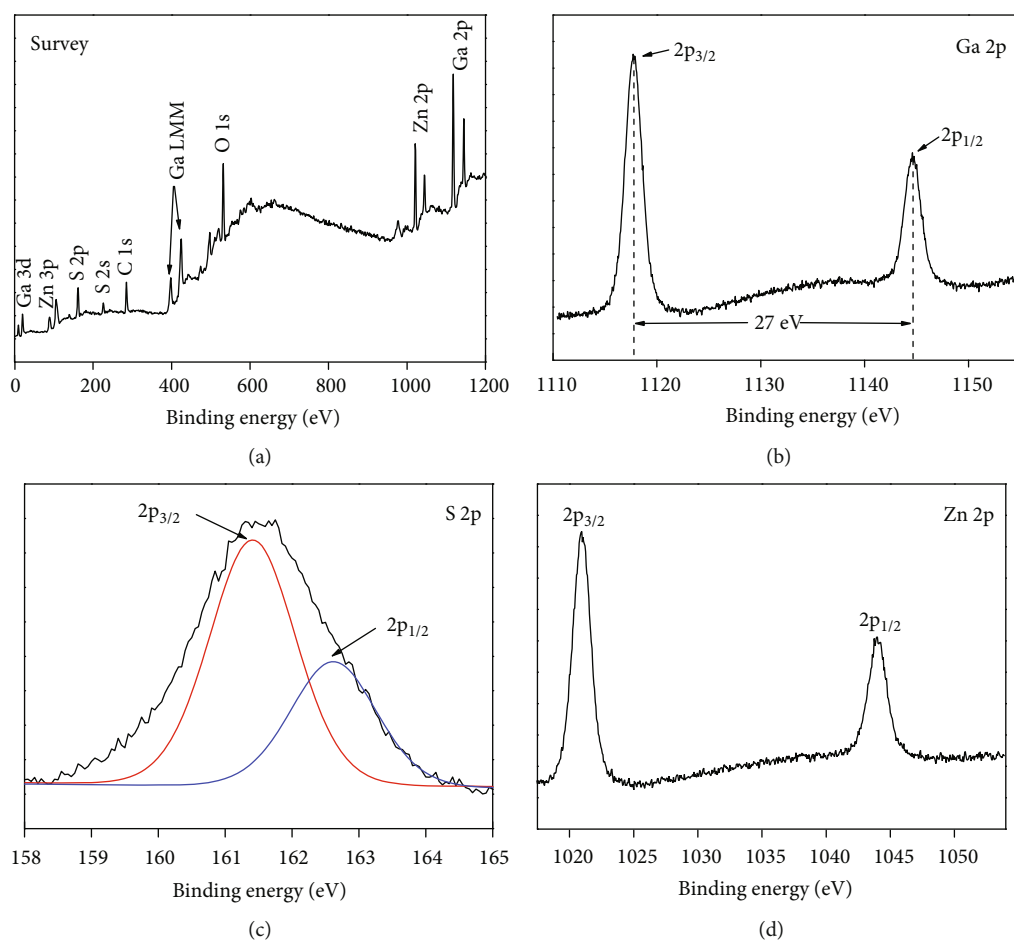 Survey
Ga 3d
Zn 3p
S 2p
S 2s
C 1s
Ga LMM
O 1s
Zn 2p
Ga 2p
0 200 400 600 800 1000 1200
Binding energy (eV)
(a)
Ga 2p
2p3/2
2p1/2
27 eV
1110 1120 1130 1140 1150
Binding energy (eV)
(b)
S 2p
2p3/2
2p1/2
158 159 160 161 162 163 164 165
Binding energy (eV)
(c)
Zn 2p
2p3/2
2p1/2
1020 1025 1030 1035 1040 1045 1050
Binding energy (eV)
(d)